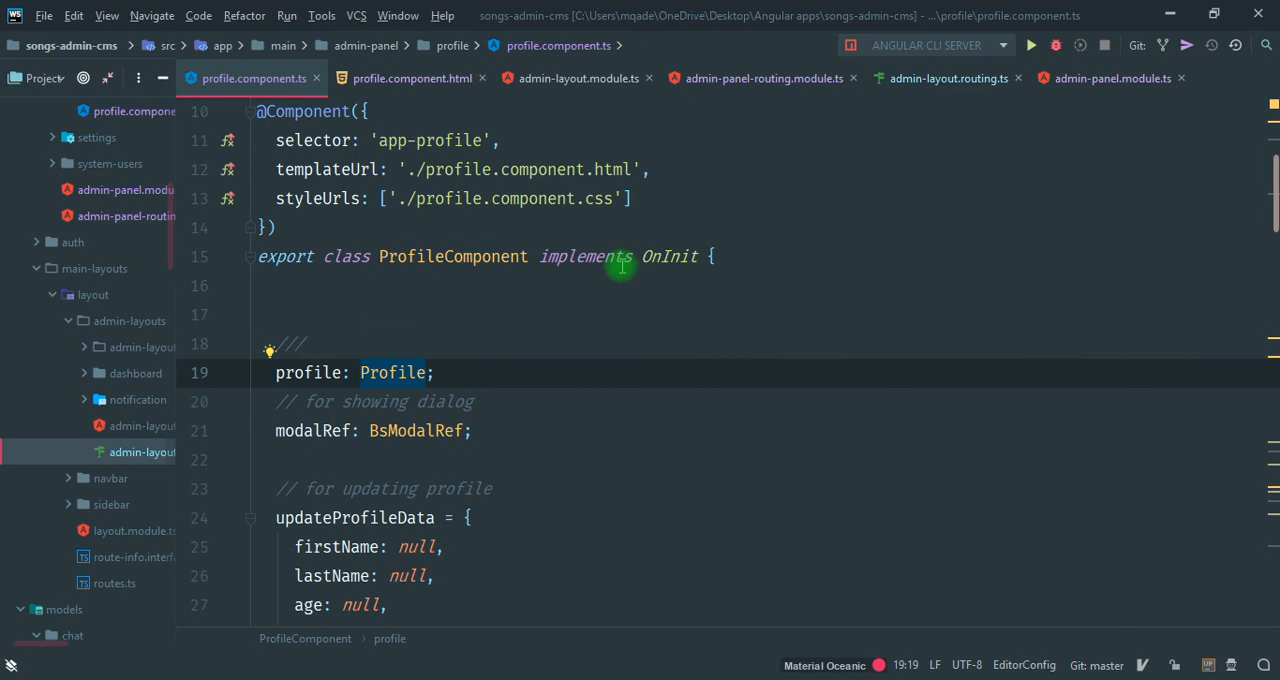 WS File Edit View Navigate Code Refactor Run Tools VCS Window Help songs-admin-cms [C:\Users\mqade\OneDrive\Desktop\Angular apps\songs-admin-cms] - ...\profile\profile.component.ts
songs-admin-cms src app main admin-panel profile profile.component.ts ANGULAR CLI SERVER Git:
Project profile.component.ts profile.component.html admin-layout.module.ts admin-panel-routing.module.ts admin-layout.routing.ts admin-panel.module.ts
profile.compone
settings
system-users
admin-panel.modu
admin-panel-routin
auth
main-layouts
layout
admin-layouts
admin-layou
dashboard
notification
admin-layou
admin-layou
navbar
sidebar
layout.module.ts
route-info.interfa
routes.ts
models
chat
10 @Component({
11 selector: 'app-profile',
12 templateUrl: './profile.component.html',
13 styleUrls: ['./profile.component.css']
14 })
15 export class ProfileComponent implements OnInit {
16
17
18 ///
19 profile: Profile;
20 // for showing dialog
21 modalRef: BsModalRef;
22
23 // for updating profile
24 updateProfileData = {
25 firstName: null,
26 lastName: null,
27 age: null,
ProfileComponent profile
Material Oceanic 19:19 LF UTF-8 EditorConfig Git: master